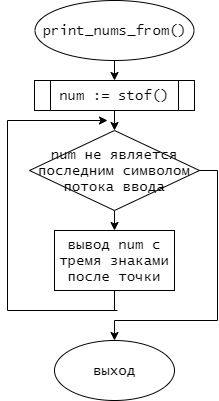 print_nums_from()
num := stof()
num не является
последним символом
потока ввода
вывод num с
тремя знаками
после точки
выход